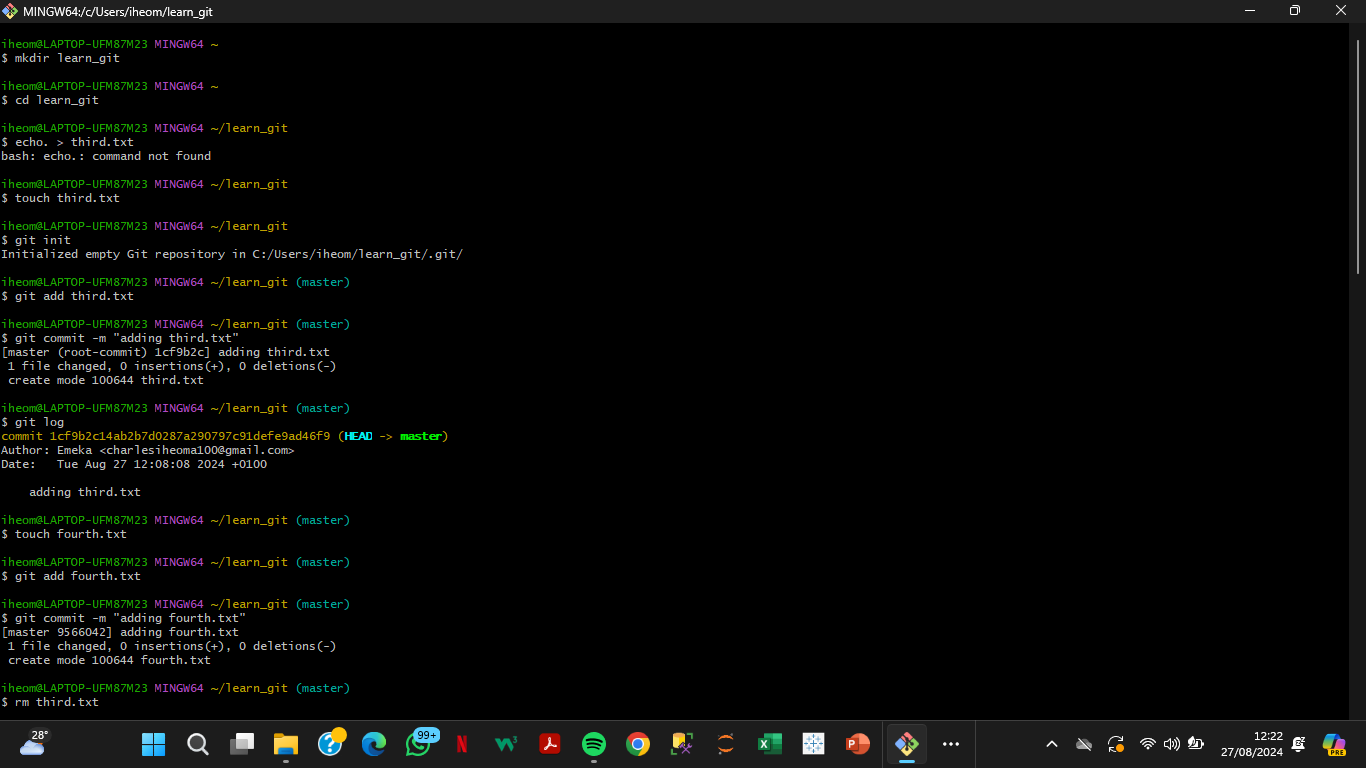 MINGW64:/c/Users/iheom/learn_git
iheom@LAPTOP-UFM87M23 MINGW64 ~
$ mkdir learn_git
iheom@LAPTOP-UFM87M23 MINGW64 ~
$ cd learn_git
iheom@LAPTOP-UFM87M23 MINGW64 ~/learn_git
$ echo. > third.txt
bash: echo.: command not found
iheom@LAPTOP-UFM87M23 MINGW64 ~/learn_git
$ touch third.txt
iheom@LAPTOP-UFM87M23 MINGW64 ~/learn_git
$ git init
Initialized empty Git repository in C:/Users/iheom/learn_git/.git/
iheom@LAPTOP-UFM87M23 MINGW64 ~/learn_git (master)
$ git add third.txt
iheom@LAPTOP-UFM87M23 MINGW64 ~/learn_git (master)
$ git commit -m "adding third.txt"
[master (root-commit) 1cf9b2c] adding third.txt
 1 file changed, 0 insertions(+), 0 deletions(-)
 create mode 100644 third.txt
iheom@LAPTOP-UFM87M23 MINGW64 ~/learn_git (master)
$ git log
commit 1cf9b2c14ab2b7d0287a290797c91defe9ad46f9 (HEAD -> master)
Author: Emeka <charlesiheoma100@gmail.com>
Date:   Tue Aug 27 12:08:08 2024 +0100
    adding third.txt
iheom@LAPTOP-UFM87M23 MINGW64 ~/learn_git (master)
$ touch fourth.txt
iheom@LAPTOP-UFM87M23 MINGW64 ~/learn_git (master)
$ git add fourth.txt
iheom@LAPTOP-UFM87M23 MINGW64 ~/learn_git (master)
$ git commit -m "adding fourth.txt"
[master 9566042] adding fourth.txt
 1 file changed, 0 insertions(+), 0 deletions(-)
 create mode 100644 fourth.txt
iheom@LAPTOP-UFM87M23 MINGW64 ~/learn_git (master)
$ rm third.txt
28°
99+
12:22
27/08/2024
PRE